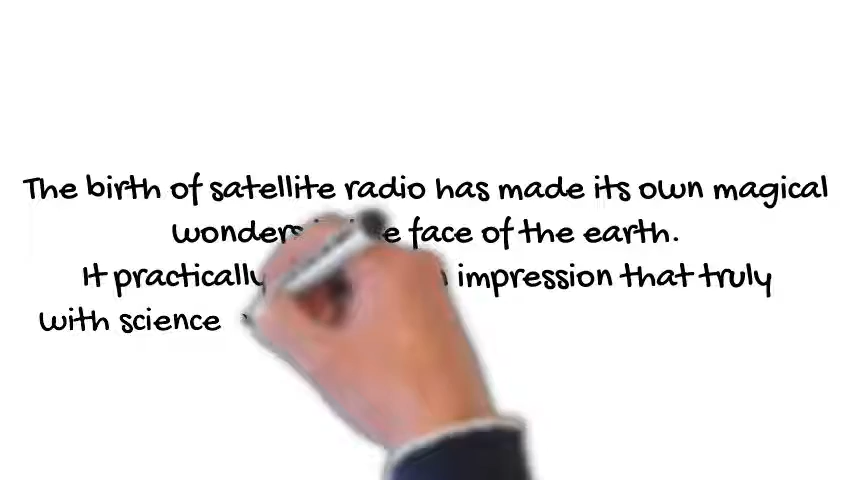 The birth of satellite radio has made its own magical
wonders face of the earth.
It practically impression that truly
with science